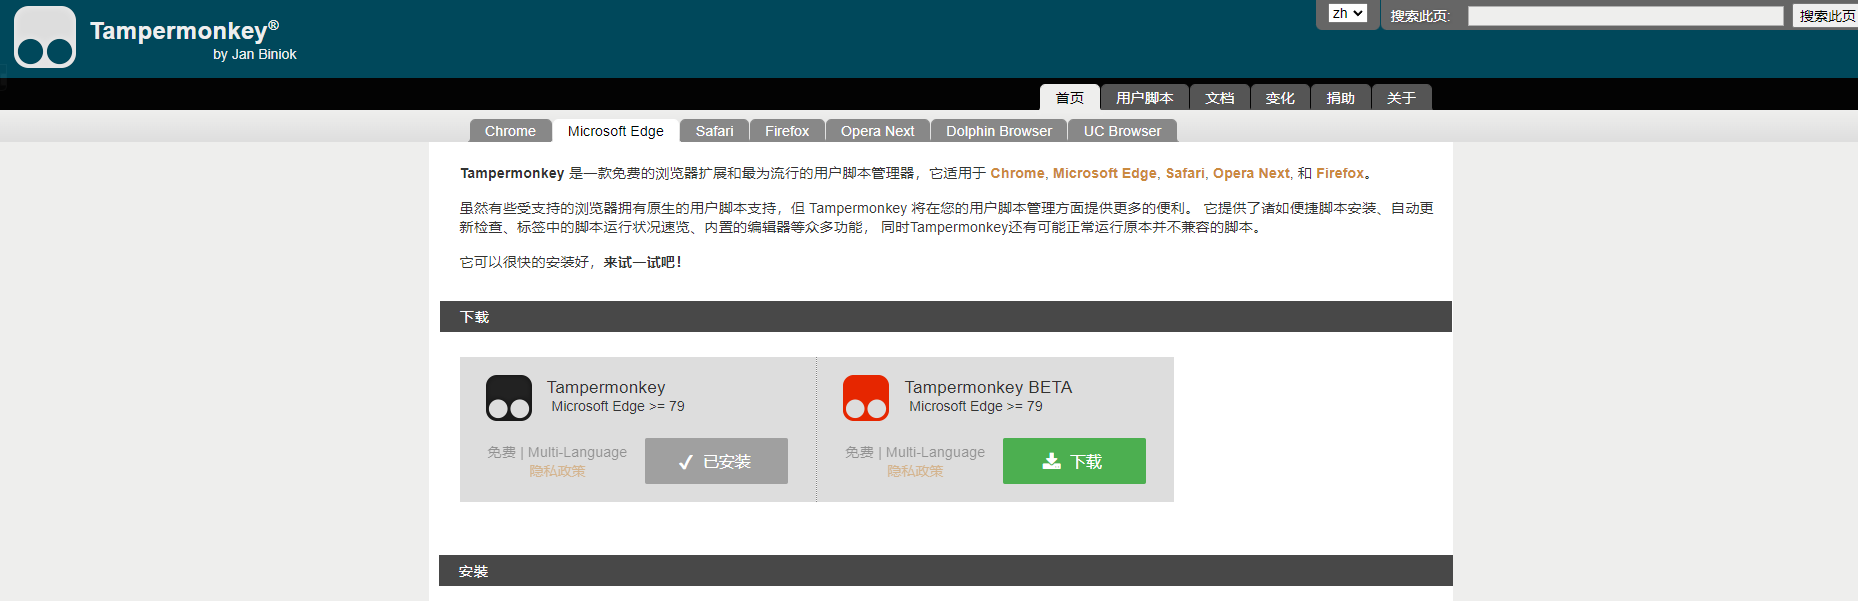 Tampermonkey®
by Jan Biniok
zh
搜索此页:
搜索此页
首页
用户脚本
文档
变化
捐助
关于
Chrome
Microsoft Edge
Safari
Firefox
Opera Next
Dolphin Browser
UC Browser
Tampermonkey 是一款免费的浏览器扩展和最为流行的用户脚本管理器，它适用于 Chrome, Microsoft Edge, Safari, Opera Next, 和 Firefox。
虽然有些受支持的浏览器拥有原生的用户脚本支持，但 Tampermonkey 将在您的用户脚本管理方面提供更多的便利。 它提供了诸如便捷脚本安装、自动更
新检查、标签中的脚本运行状况速览、内置的编辑器等众多功能， 同时Tampermonkey还有可能正常运行原本并不兼容的脚本。
它可以很快的安装好，来试一试吧！
下载
Tampermonkey
Microsoft Edge >= 79
免费 | Multi-Language
隐私政策
已安装
Tampermonkey BETA
Microsoft Edge >= 79
免费 | Multi-Language
隐私政策
下载
安裝